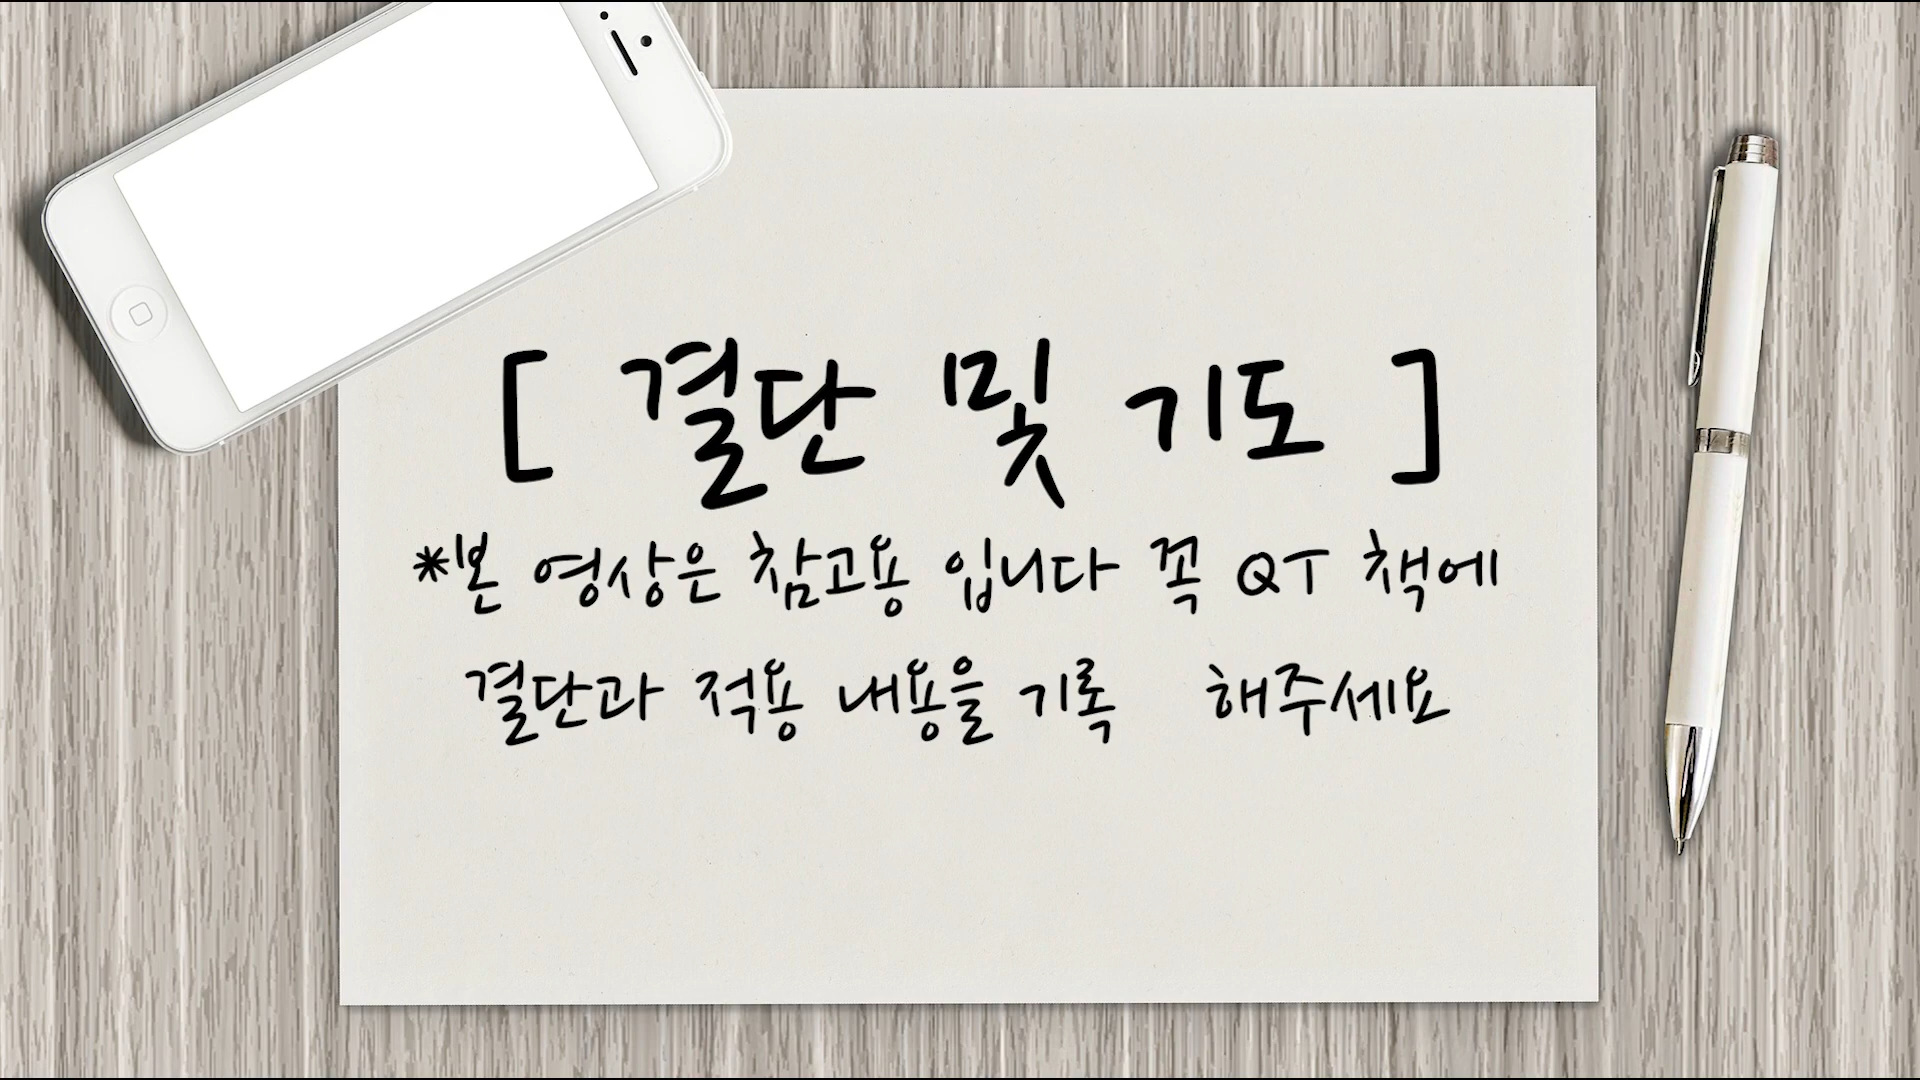 [ 결단 및 기도 ]
*본 영상은 참고용 입니다 꼭 QT 책에
결단과 적용 내용을 기록 해주세요